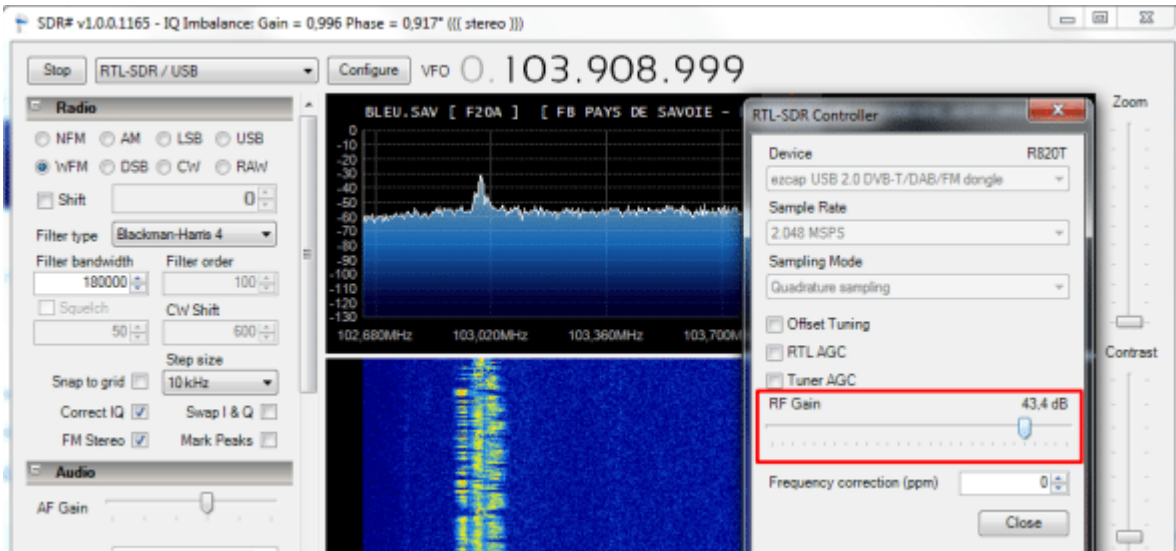 SDR# v1.0.0.1165 - IQ Imbalance: Gain = 0,996 Phase = 0,917° ((( stereo )))
Stop RTL-SDR / USB Configure VFO 0.103.908.999
Radio
NFM AM LSB USB
WFM DSB CW RAW
Shift 0
Filter type Blackman-Harris 4
Filter bandwidth Filter order
180000 100
Squelch CW Shift
50 600
Step size
Snap to grid 10 kHz
Correct IQ Swap I & Q
FM Stereo Mark Peaks
Audio
AF Gain
BLEU.SAV [ F20A ] [ FB PAYS DE SAVOIE -
0
-10
-20
-30
-40
-50
-60
-70
-80
-90
-100
-110
-120
-130
102,680MHz 103,020MHz 103,360MHz 103,700M
RTL-SDR Controller
Device R820T
ezcap USB 2.0 DVB-T/DAB/FM dongle
Sample Rate
2.048 MSPS
Sampling Mode
Quadrature sampling
Offset Tuning
RTL AGC
Tuner AGC
RF Gain 43,4 dB
Frequency correction (ppm) 0
Close
Zoom
Contrast